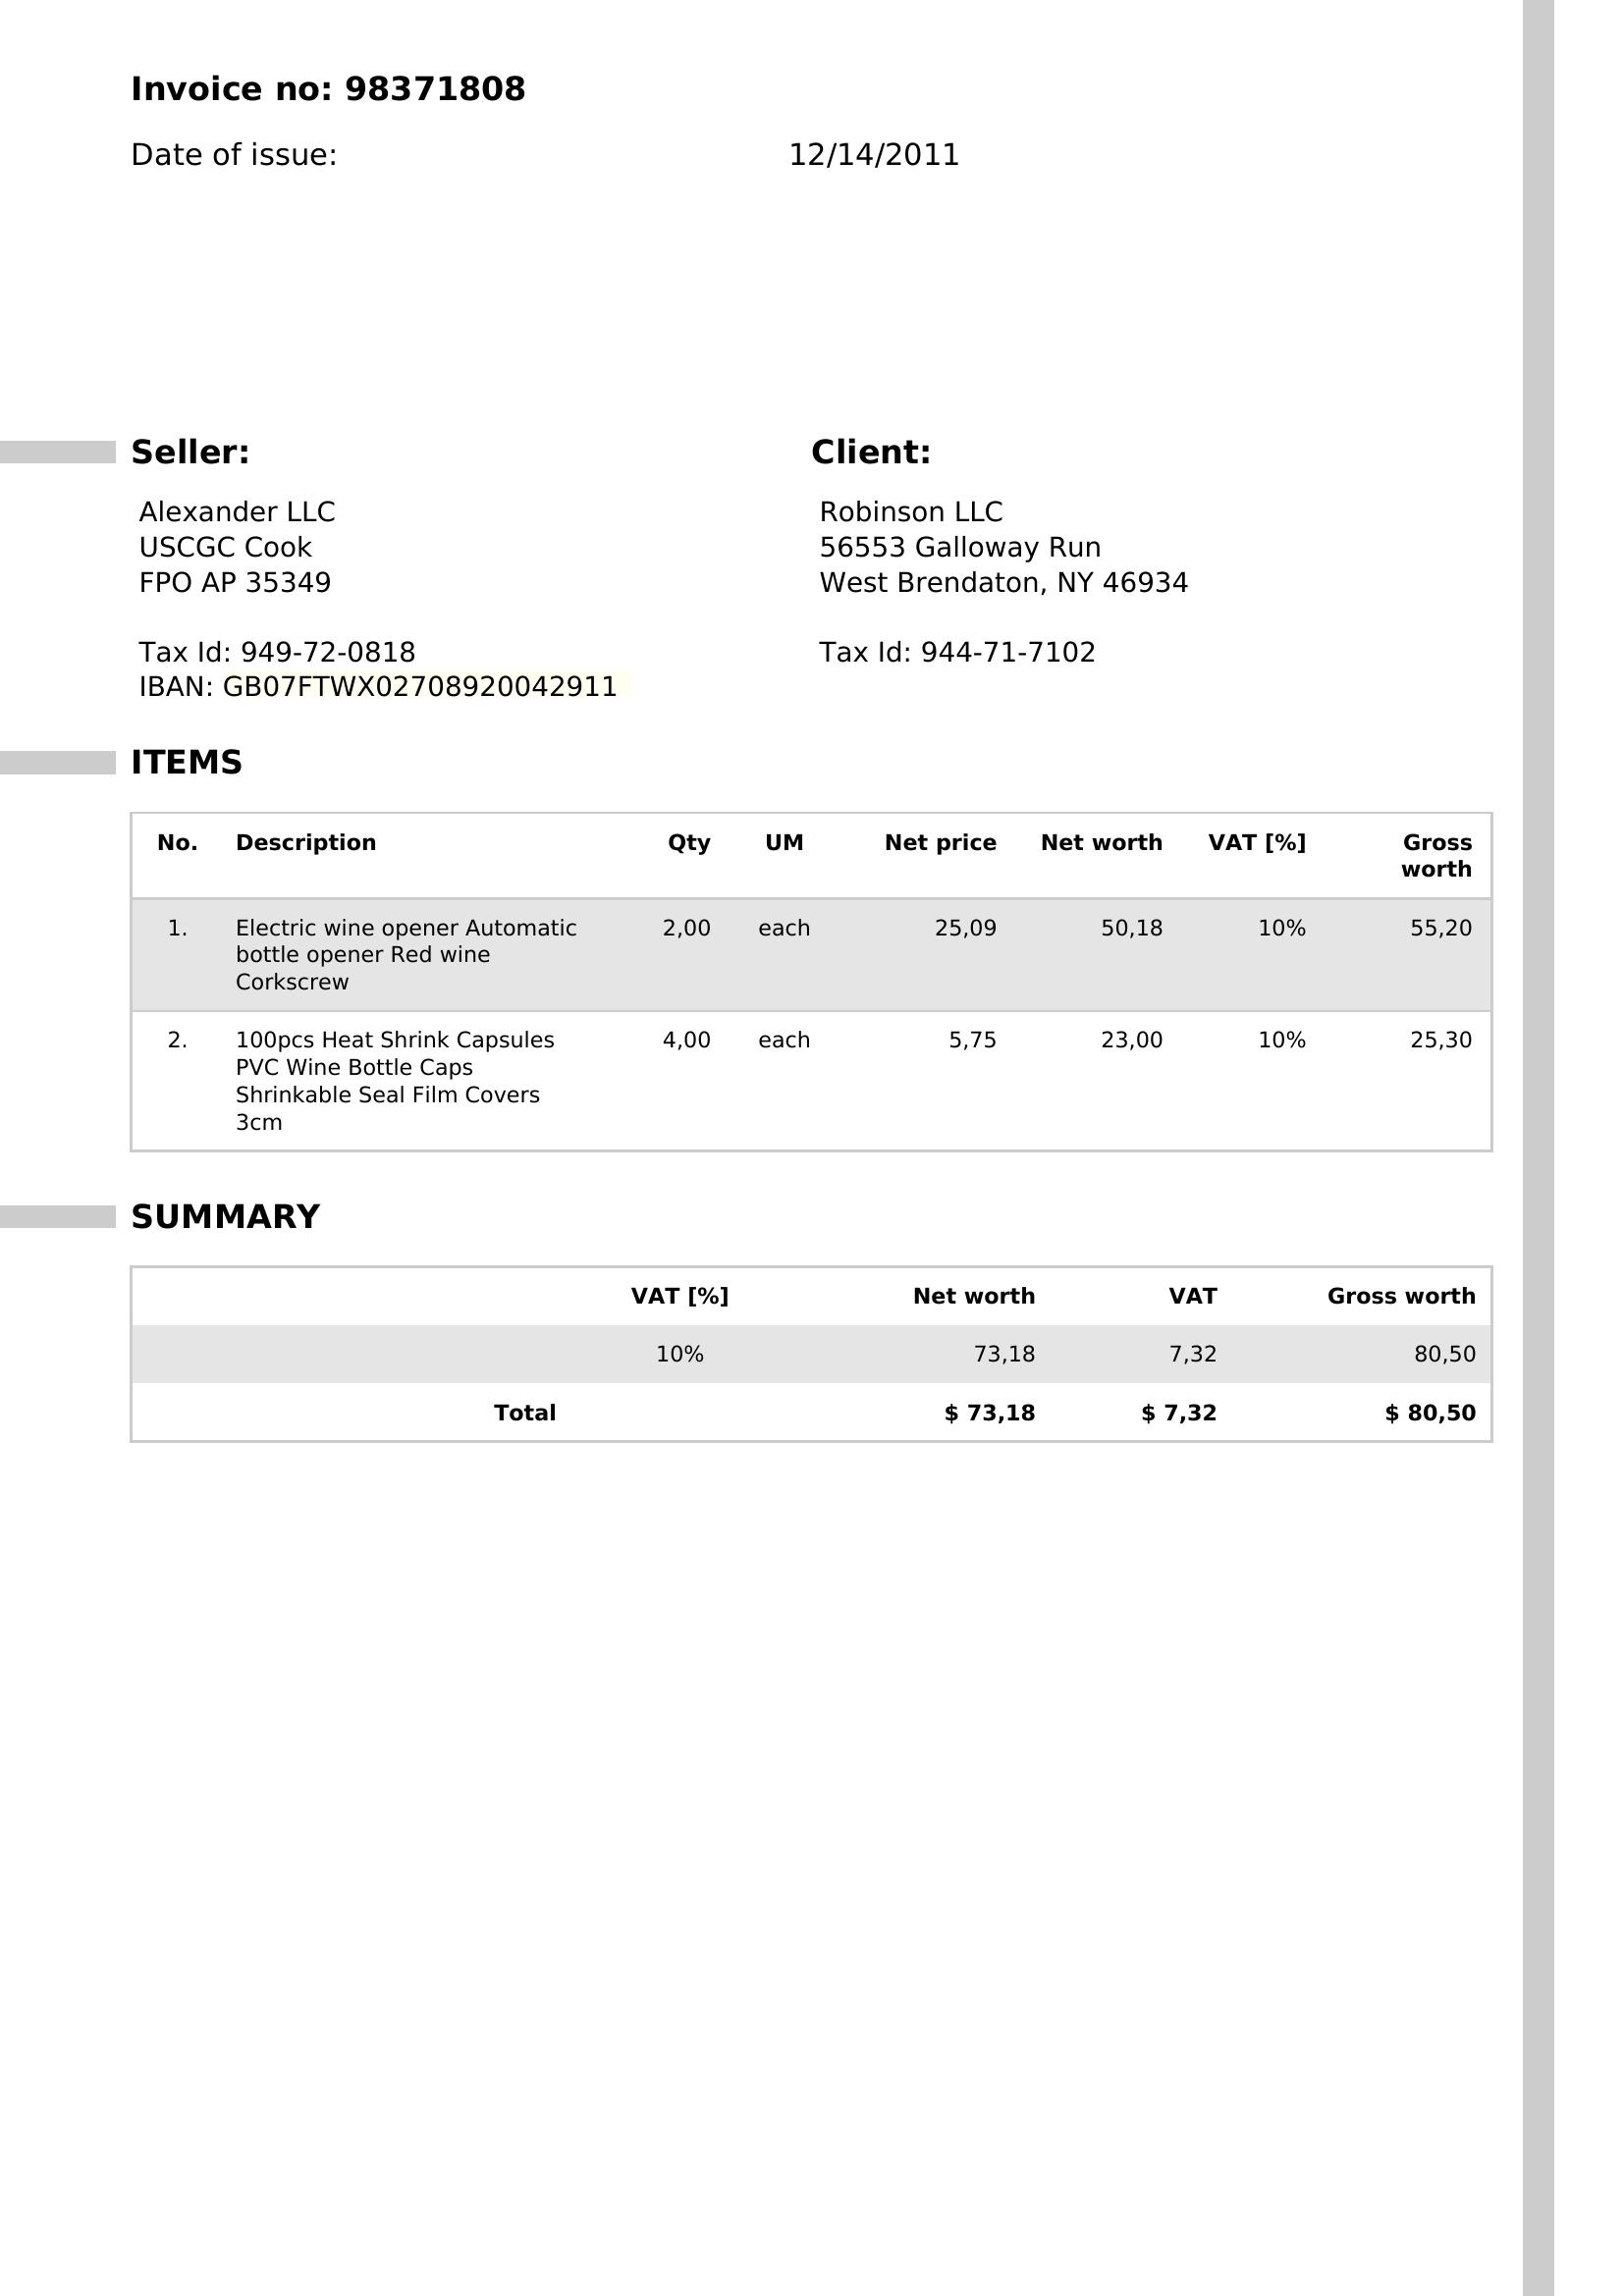 Invoice no: 98371808
Date of issue: 12/14/2011
Seller:
Alexander LLC
USCGC Cook
FPO AP 35349
Tax Id: 949-72-0818
IBAN: GB07FTWX02708920042911
Client:
Robinson LLC
56553 Galloway Run
West Brendaton, NY 46934
Tax Id: 944-71-7102
ITEMS
No. Description Qty UM Net price Net worth VAT [%] Gross
worth
1. Electric wine opener Automatic 2,00 each 25,09 50,18 10% 55,20
bottle opener Red wine
Corkscrew
2. 100pcs Heat Shrink Capsules 4,00 each 5,75 23,00 10% 25,30
PVC Wine Bottle Caps
Shrinkable Seal Film Covers
3cm
SUMMARY
VAT [%] Net worth VAT Gross worth
10% 73,18 7,32 80,50
Total $ 73,18 $ 7,32 $ 80,50